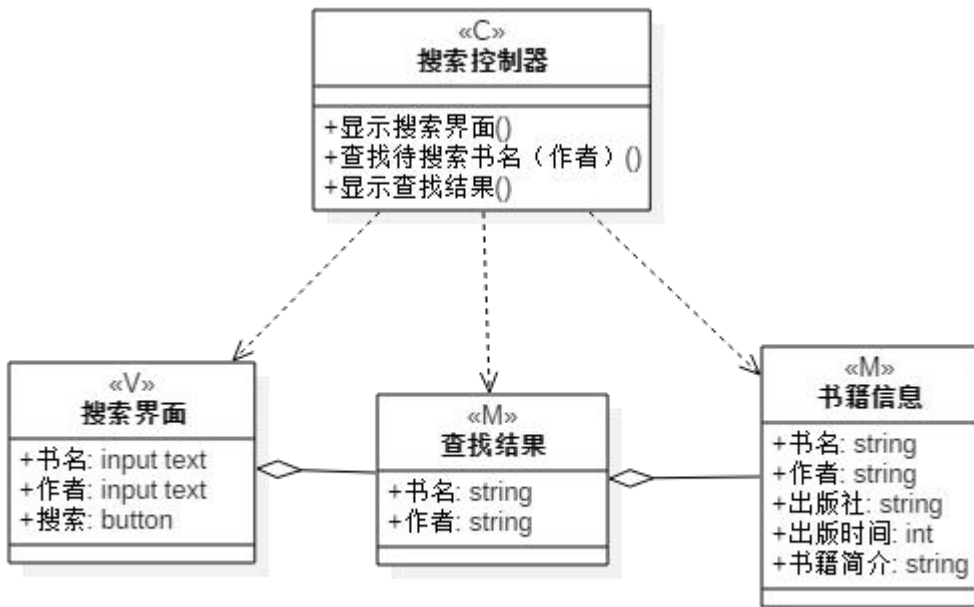 «C»
搜索控制器
+显示搜索界面()
+查找待搜索书名（作者）()
+显示查找结果()
«V»
搜索界面
+书名: input text
+作者: input text
+搜索: button
«M»
查找结果
+书名: string
+作者: string
«M»
书籍信息
+书名: string
+作者: string
+出版社: string
+出版时间: int
+书籍简介: string